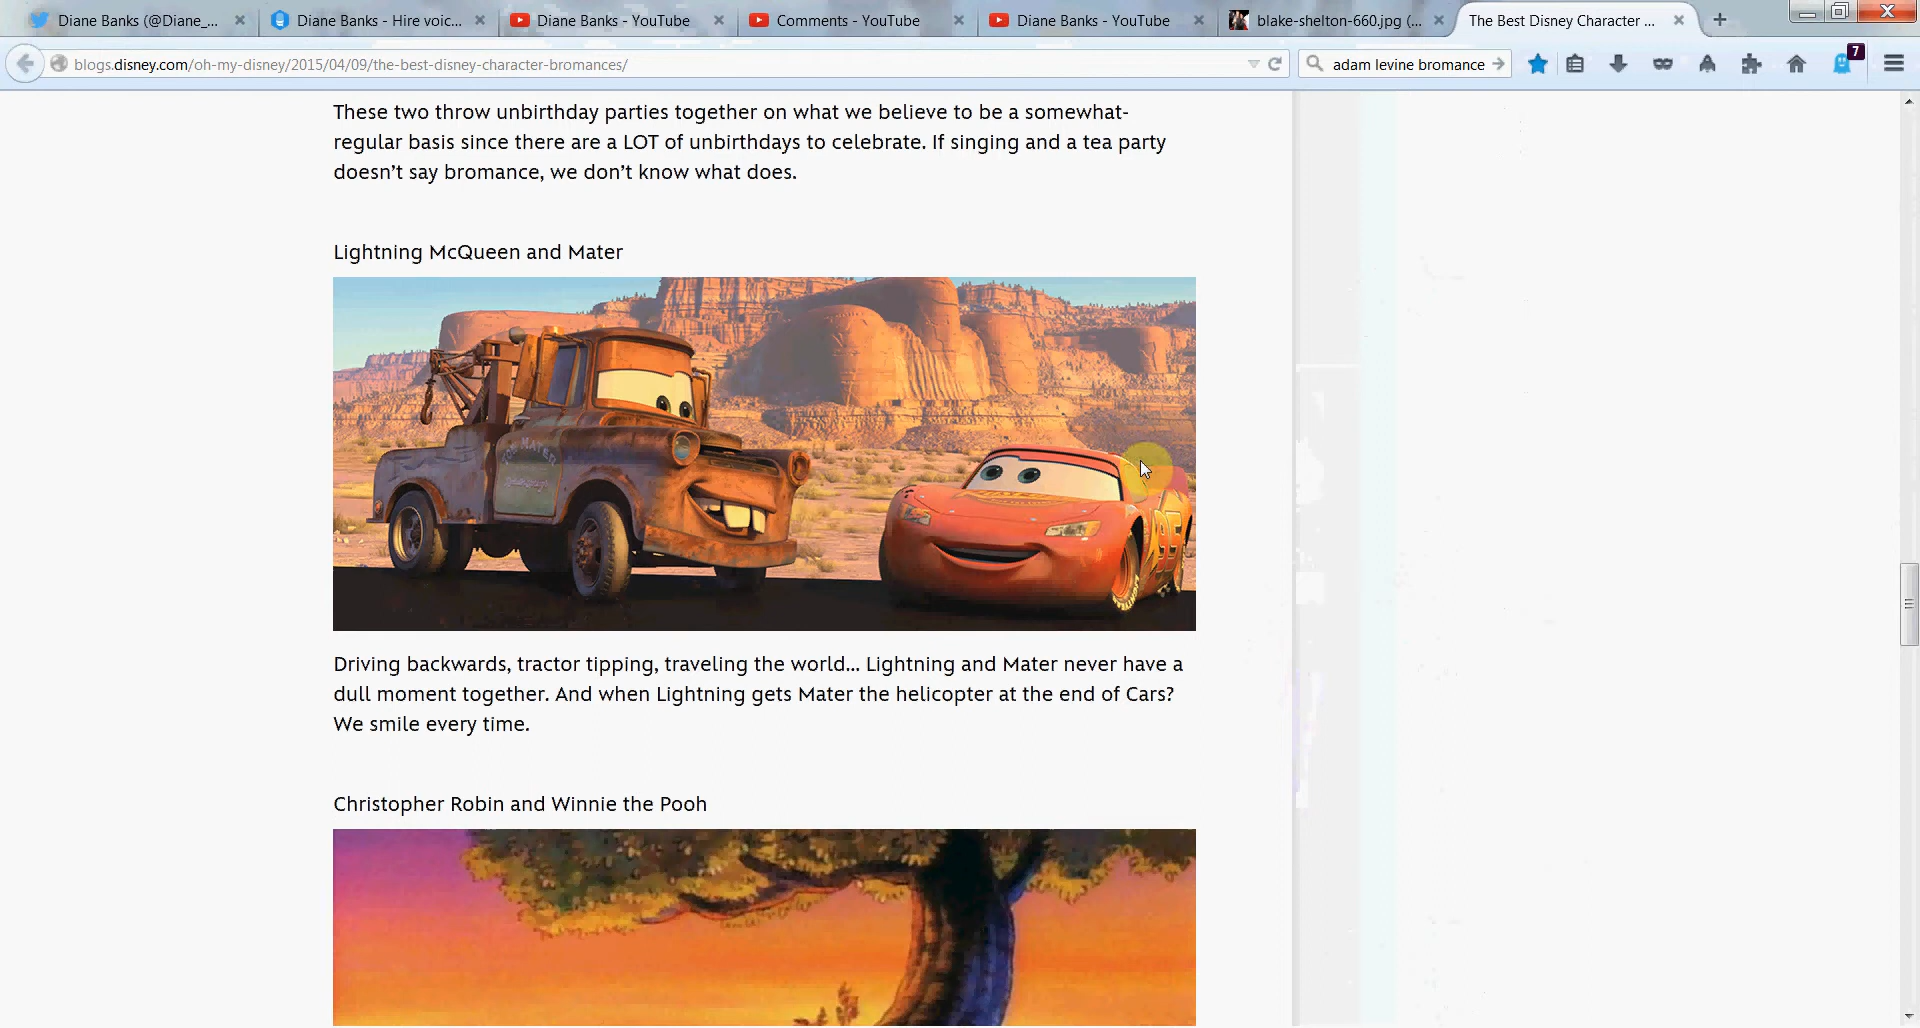 Diane Banks (@Diane_...
Diane Banks - Hire voic...
Diane Banks - YouTube
Comments - YouTube
Diane Banks - YouTube
blake-shelton-660.jpg (...
The Best Disney Character ...
blogs.disney.com/oh-my-disney/2015/04/09/the-best-disney-character-bromances/
adam levine bromance
7
These two throw unbirthday parties together on what we believe to be a somewhat-
regular basis since there are a LOT of unbirthdays to celebrate. If singing and a tea party
doesn’t say bromance, we don’t know what does.
Lightning McQueen and Mater
TOW MATER
95
Driving backwards, tractor tipping, traveling the world... Lightning and Mater never have a
dull moment together. And when Lightning gets Mater the helicopter at the end of Cars?
We smile every time.
Christopher Robin and Winnie the Pooh